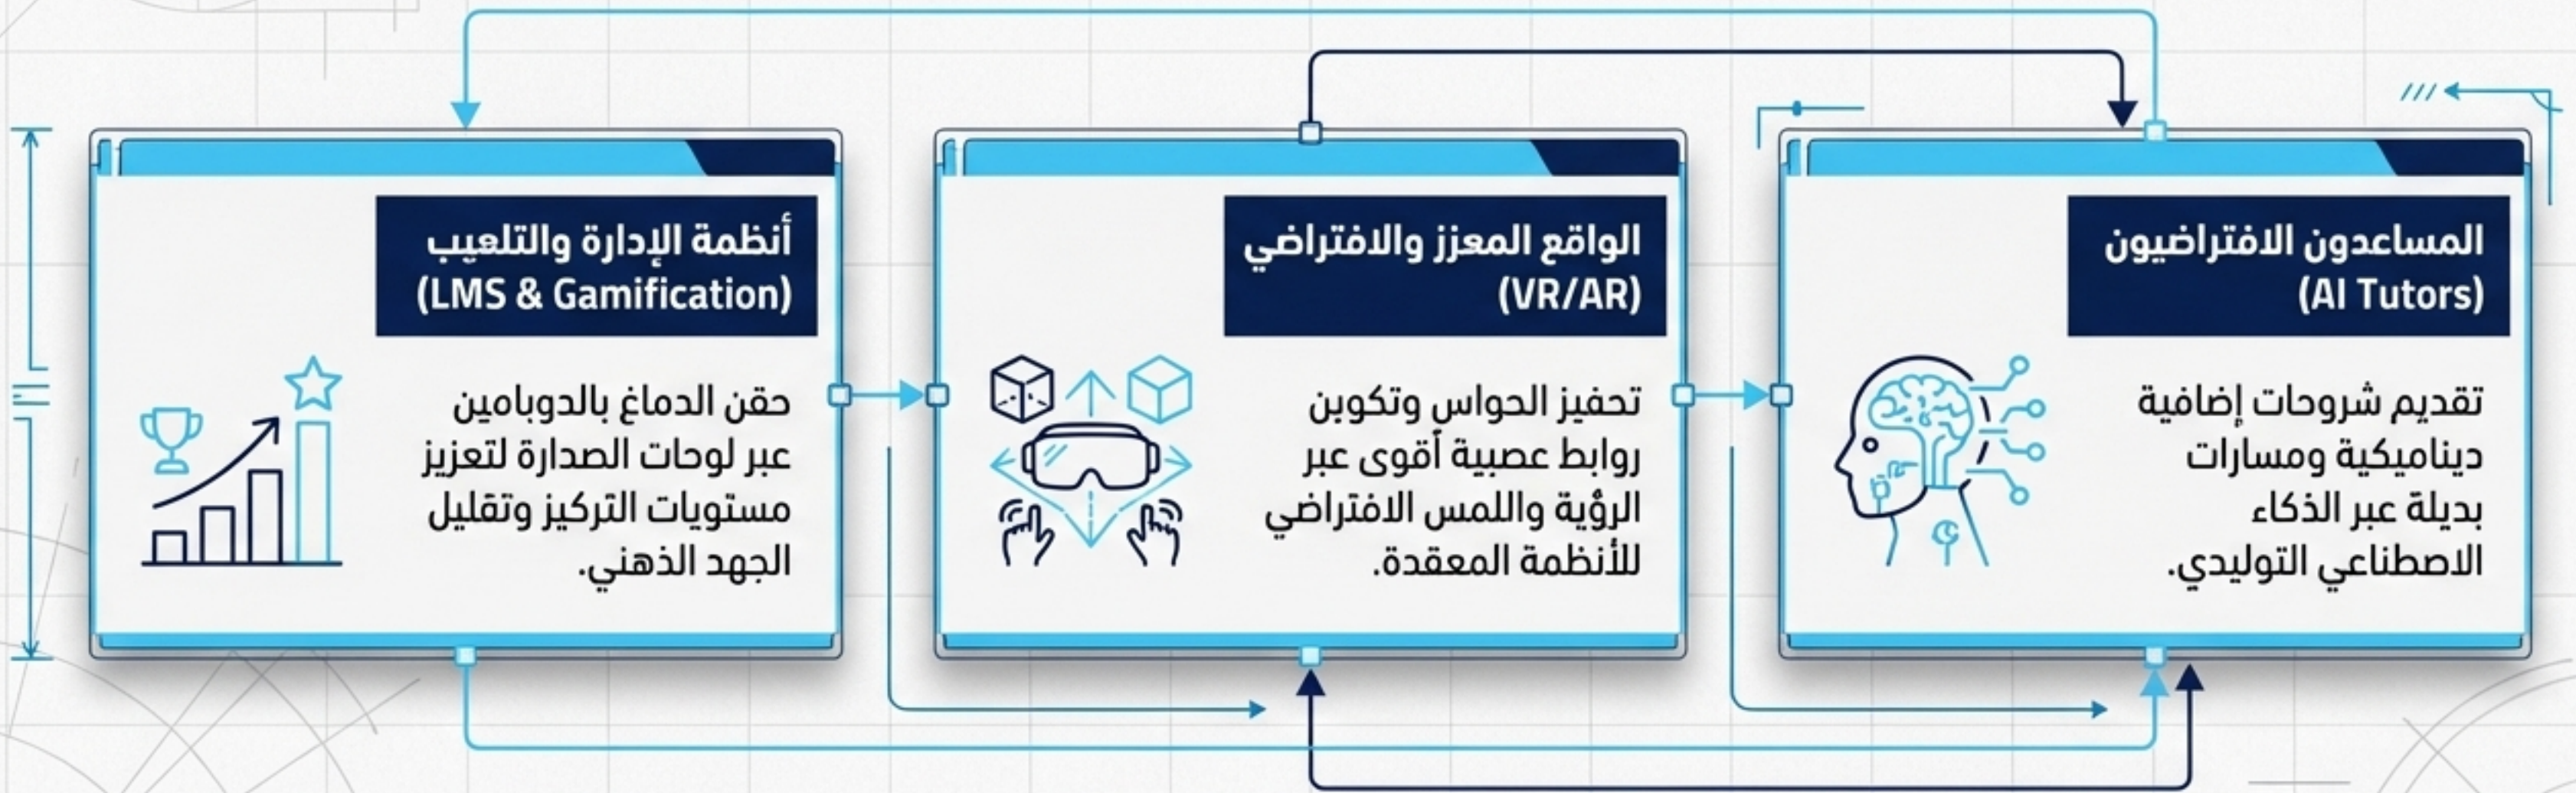 المساعدون الافتراضيون
(AI Tutors)
تقديم شروحات إضافية
ديناميكية ومسارات
بديلة عبر الذكاء
الاصطناعي التوليدي.
الواقع المعزز والافتراضي
(VR/AR)
تحفيز الحواس وتكوين
روابط عصبية أقوى عبر
الرؤية واللمس الافتراضي
للأنظمة المعقدة.
أنظمة الإدارة والتلعيب
(LMS & Gamification)
حقن الدماغ بالدوبامين
عبر لوحات الصدارة لتعزيز
مستويات التركيز وتقليل
الجهد الذهني.